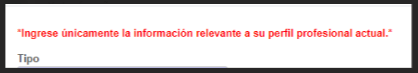 "Ingrese únicamente la información relevante a su perfil profesional actual."
Tipo